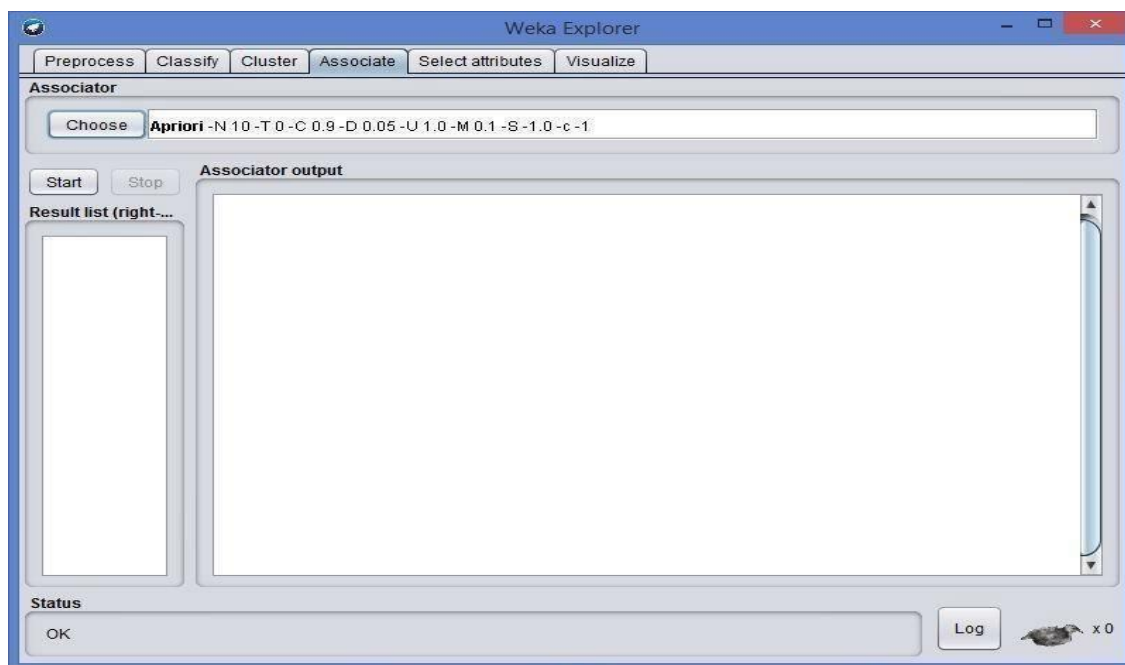 Weka Explorer
Preprocess Classify Cluster Associate Select attributes Visualize
Associator
Choose Apriori -N 10 -T 0 -C 0.9 -D 0.05 -U 1.0 -M 0.1 -S -1.0 -c -1
Start Stop
Associator output
Result list (right-...
Status
OK
Log
x 0